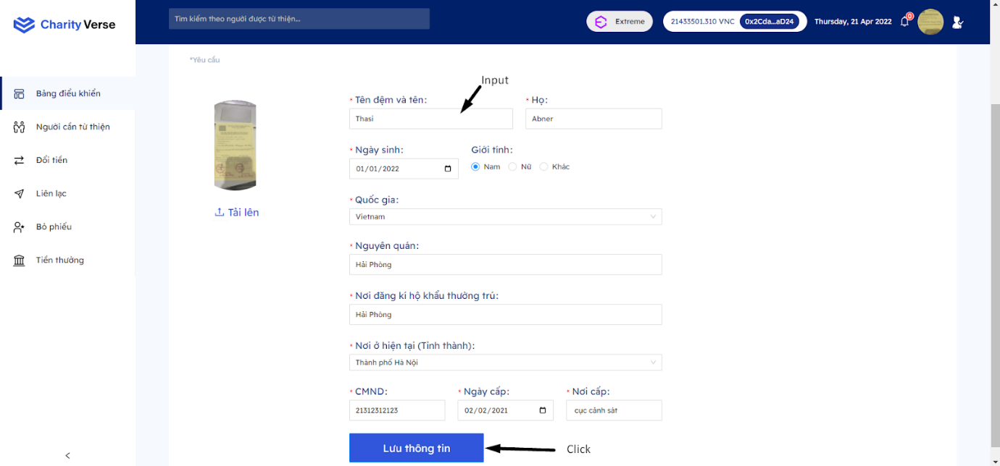 Charity Verse
Tìm kiếm theo người được từ thiện...
Extreme
21433501.310 VNC
0x2Cda...aD24
Thursday, 21 Apr 2022
0
Bảng điều khiển
Người cần từ thiện
Đổi tiền
Liên lạc
Bỏ phiếu
Tiền thưởng
*Yêu cầu
Input
Tải lên
* Tên đệm và tên:
* Họ:
Thasi
Abner
* Ngày sinh:
Giới tính:
01/01/2022
Nam
Nữ
Khác
* Quốc gia:
Vietnam
* Nguyên quán:
Hải Phòng
* Nơi đăng kí hộ khẩu thường trú:
Hải Phòng
* Nơi ở hiện tại (Tỉnh thành):
Thành phố Hà Nội
* CMND:
* Ngày cấp:
* Nơi cấp:
21312312123
02/02/2021
cục cảnh sát
Lưu thông tin
Click